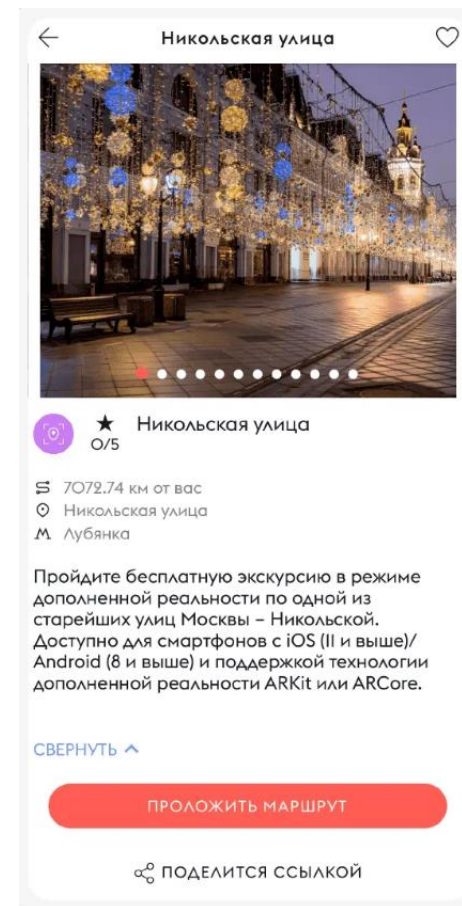 Никольская улица
★ Никольская улица
0/5
7072.74 км от вас
Никольская улица
М Лубянка
Пройдите бесплатную экскурсию в режиме
дополненной реальности по одной из
старейших улиц Москвы – Никольской.
Доступно для смартфонов с iOS (11 и выше)/
Android (8 и выше) и поддержкой технологии
дополненной реальности ARKit или ARCore.
СВЕРНУТЬ
ПРОЛОЖИТЬ МАРШРУТ
ПОДЕЛИТСЯ ССЫЛКОЙ